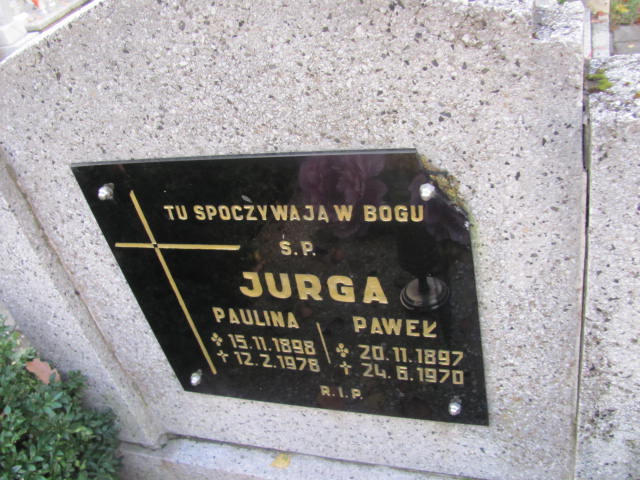 TU SPOCZYWAJĄ W BOGU
Ś.P.
JURGA
PAULINA PAWEŁ
15.11.1898 20.11.1897
12.2.1978 24.6.1970
R.I.P.